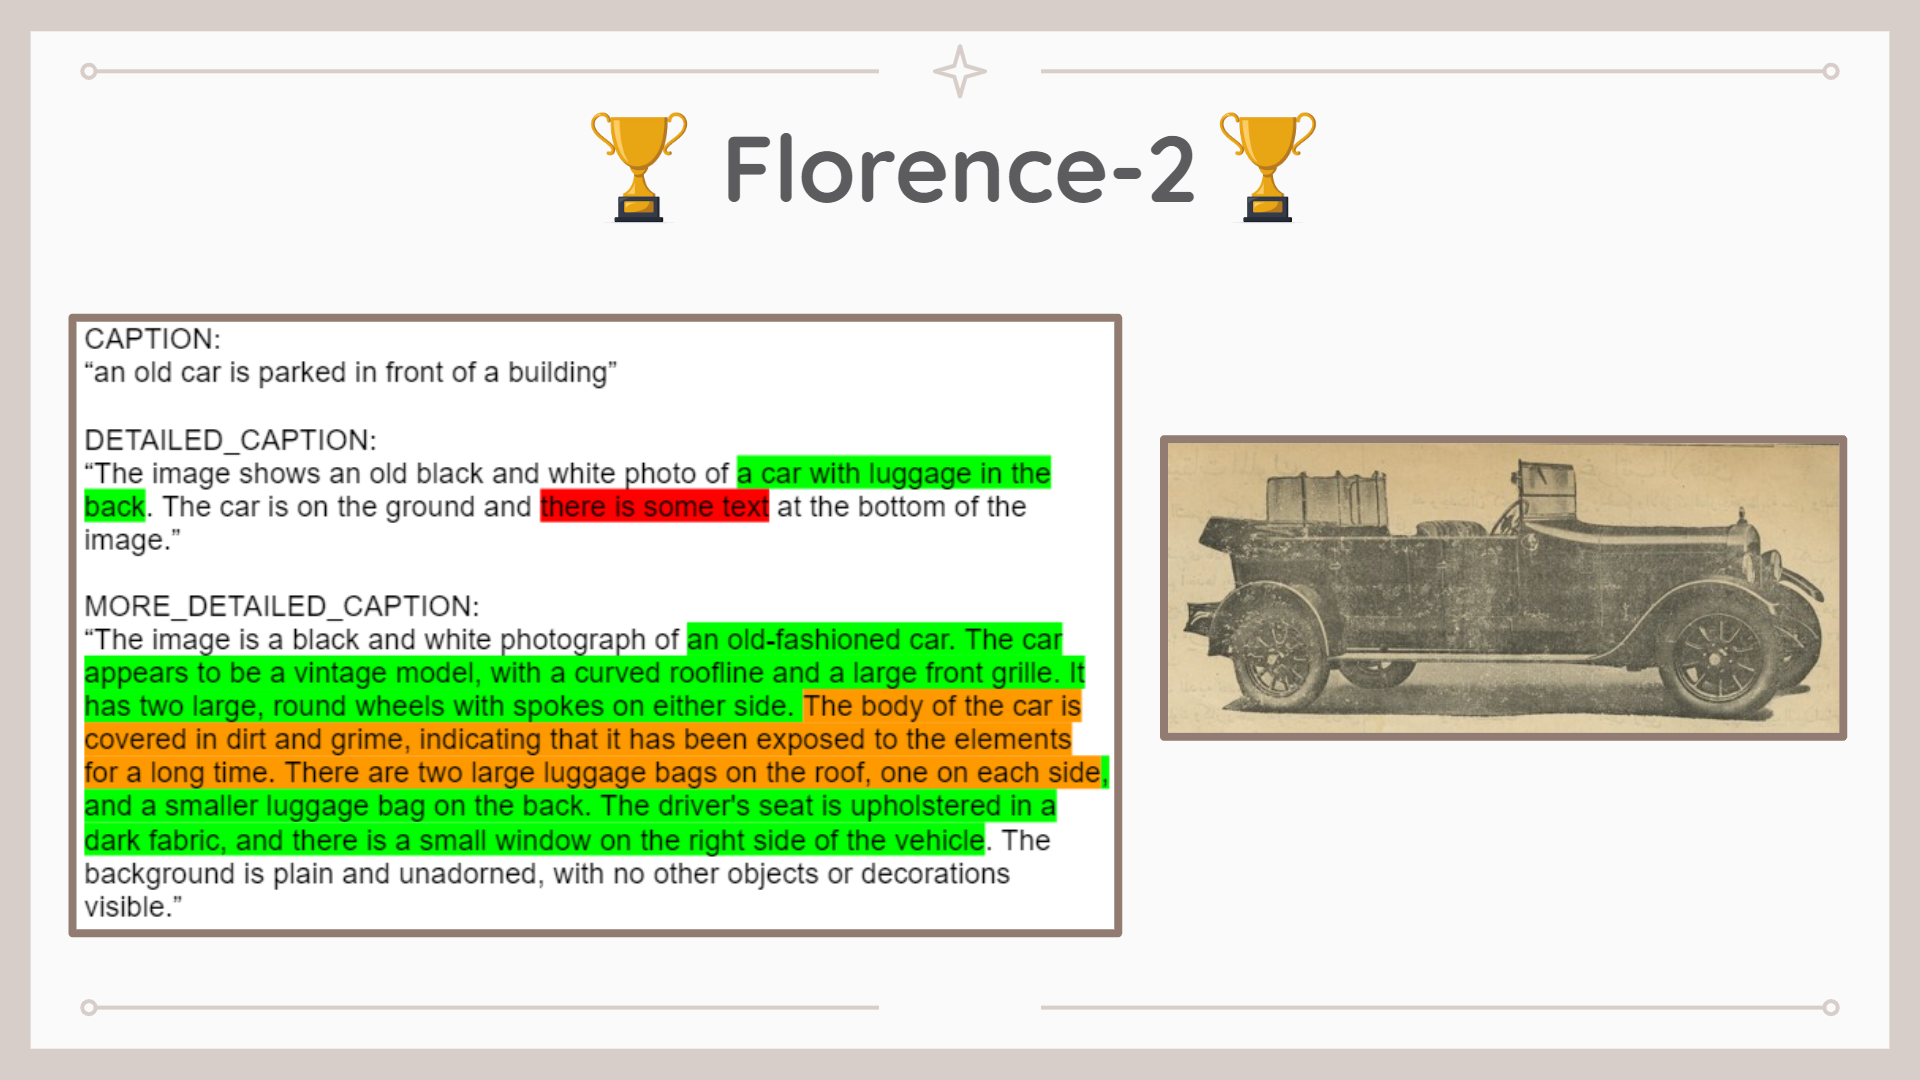 Florence-2
CAPTION:
“an old car is parked in front of a building”
DETAILED_CAPTION:
“The image shows an old black and white photo of a car with luggage in the
back. The car is on the ground and there is some text at the bottom of the
image.”
MORE_DETAILED_CAPTION:
“The image is a black and white photograph of an old-fashioned car. The car
appears to be a vintage model, with a curved roofline and a large front grille. It
has two large, round wheels with spokes on either side. The body of the car is
covered in dirt and grime, indicating that it has been exposed to the elements
for a long time. There are two large luggage bags on the roof, one on each side,
and a smaller luggage bag on the back. The driver's seat is upholstered in a
dark fabric, and there is a small window on the right side of the vehicle. The
background is plain and unadorned, with no other objects or decorations
visible.”